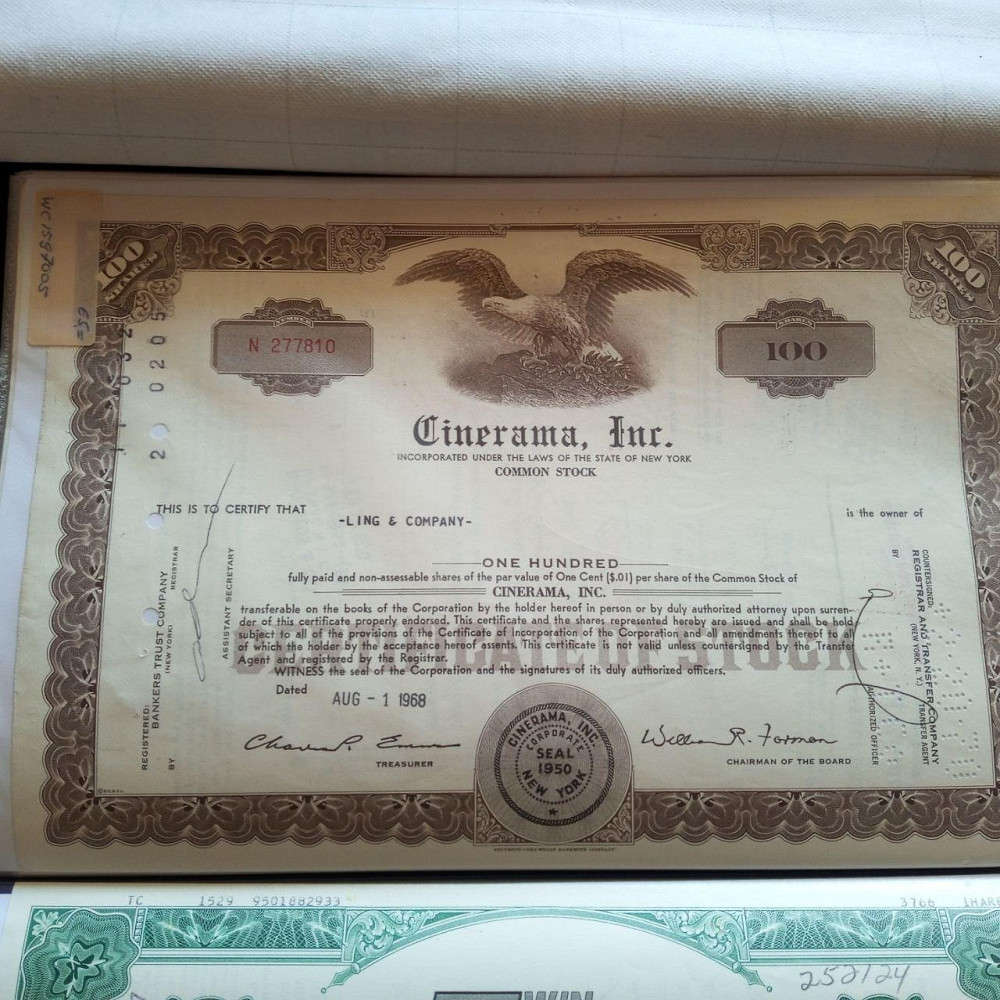 WC1597005
65=
100
SHARES
100
SHARES
NUMBER
N 277810
SHARES
100
2 0 0205
Cinerama, Inc.
INCORPORATED UNDER THE LAWS OF THE STATE OF NEW YORK
COMMON STOCK
THIS IS TO CERTIFY THAT
-LING & COMPANY-
is the owner of
ONE HUNDRED
fully paid and non-assessable shares of the par value of One Cent ($.01) per share of the Common Stock of
CINERAMA, INC.
transferable on the books of the Corporation by the holder hereof in person or by duly authorized attorney upon surren-
der of this certificate properly endorsed. This certificate and the shares represented hereby are issued and shall be held
subject to all of the provisions of the Certificate of Incorporation of the Corporation and all amendments thereof to all
of which the holder by the acceptance hereof assents. This certificate is not valid unless countersigned by the Transfer
Agent and registered by the Registrar.
WITNESS the seal of the Corporation and the signatures of its duly authorized officers.
Dated
AUG - 1 1968
TREASURER
CINERAMA, INC.
CORPORATE
SEAL
1950
NEW YORK
William R. Forman
CHAIRMAN OF THE BOARD
REGISTERED:
BANKERS TRUST COMPANY
(NEW YORK)
REGISTRAR
BY
ASSISTANT SECRETARY
COUNTERSIGNED:
REGISTRAR AND TRANSFER COMPANY
(NEW YORK, N. Y.)
TRANSFER AGENT
BY
AUTHORIZED OFFICER
TC 1529 9501882933
3766
252124